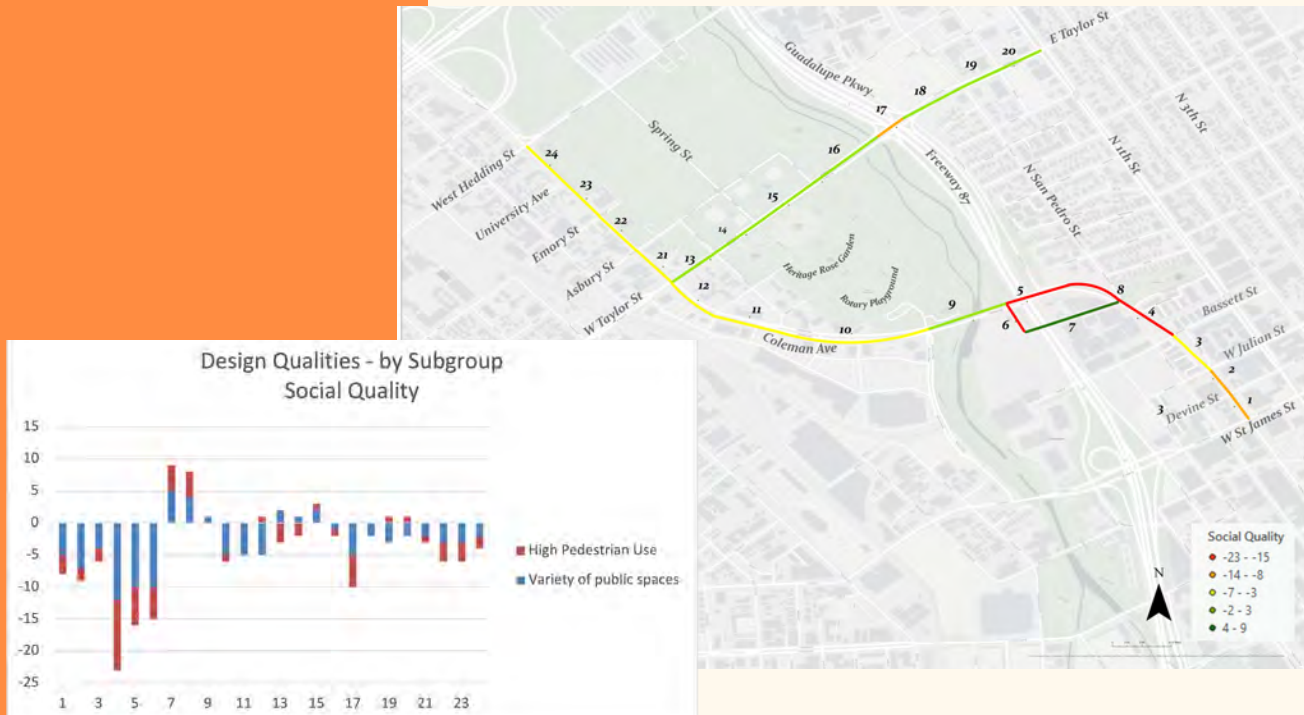 E Taylor St
20
19
18
17
Guadalupe Pkwy
N 3th St
N 1th St
N San Pedro St
Freeway 87
Spring St
16
15
14
13
24
23
22
21
West Hedding St
University Ave
Emory St
Asbury St
W Taylor St
12
11
10
9
Coleman Ave
Heritage Rose Garden
Rotary Playground
5
8
6
7
4
3
2
1
Bassett St
W Julian St
3
Devine St
W St James St
Social Quality
-23 - -15
-14 - -8
-7 - -3
-2 - 3
4 - 9
N
Design Qualities - by Subgroup
Social Quality
15
10
5
0
-5
-10
-15
-20
-25
1 3 5 7 9 11 13 15 17 19 21 23
High Pedestrian Use
Variety of public spaces